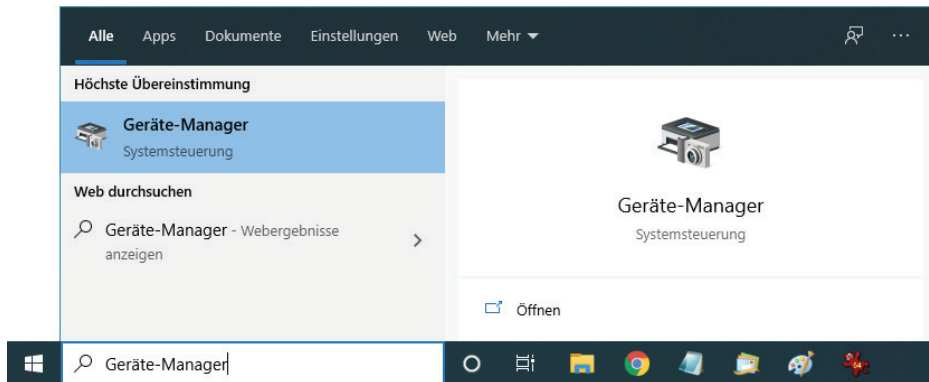 Alle Apps Dokumente Einstellungen Web Mehr
Höchste Übereinstimmung
Geräte-Manager
Systemsteuerung
Web durchsuchen
Geräte-Manager - Webergebnisse
anzeigen
Geräte-Manager
Systemsteuerung
Öffnen
Geräte-Manager